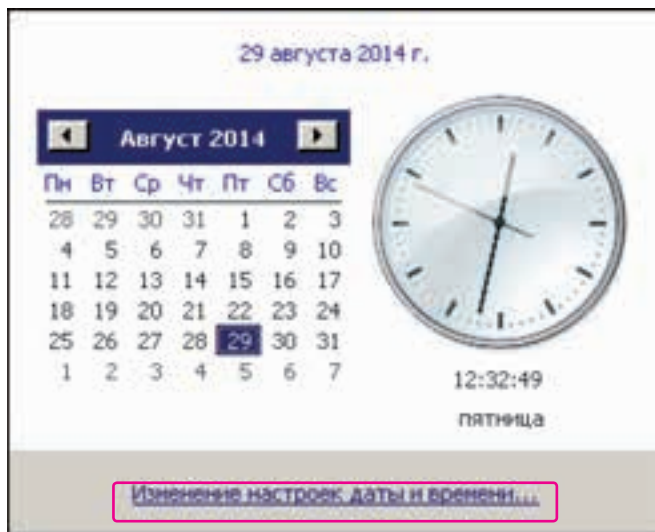 29 августа 2014 г.
Август 2014
Пн Вт Ср Чт Пт Сб Вс
28 29 30 31 1 2 3
4 5 6 7 8 9 10
11 12 13 14 15 16 17
18 19 20 21 22 23 24
25 26 27 28 29 30 31
1 2 3 4 5 6 7
12:32:49
пятница
Изменение настроек даты и времени...